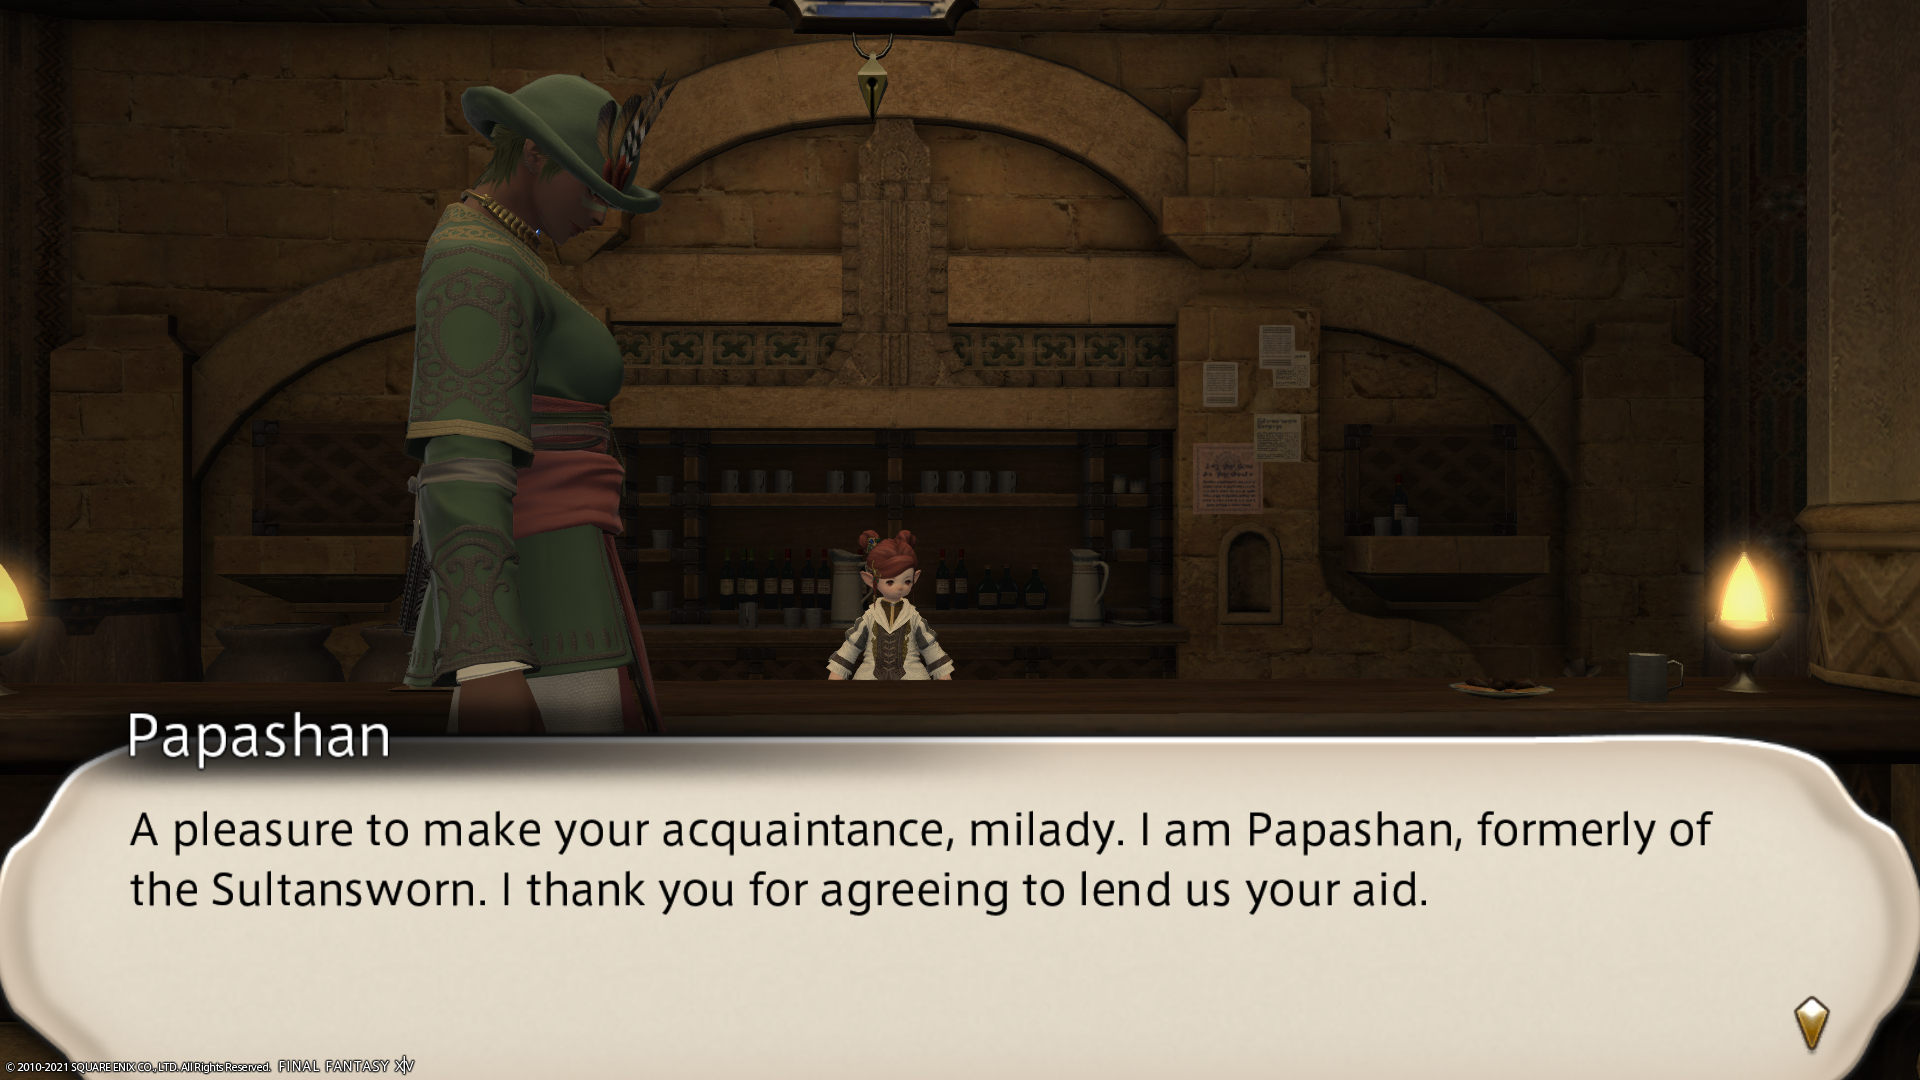 Papashan
A pleasure to make your acquaintance, milady. I am Papashan, formerly of
the Sultansworn. I thank you for agreeing to lend us your aid.
© 2010-2021 SQUARE ENIX CO., LTD. All Rights Reserved. FINAL FANTASY XIV